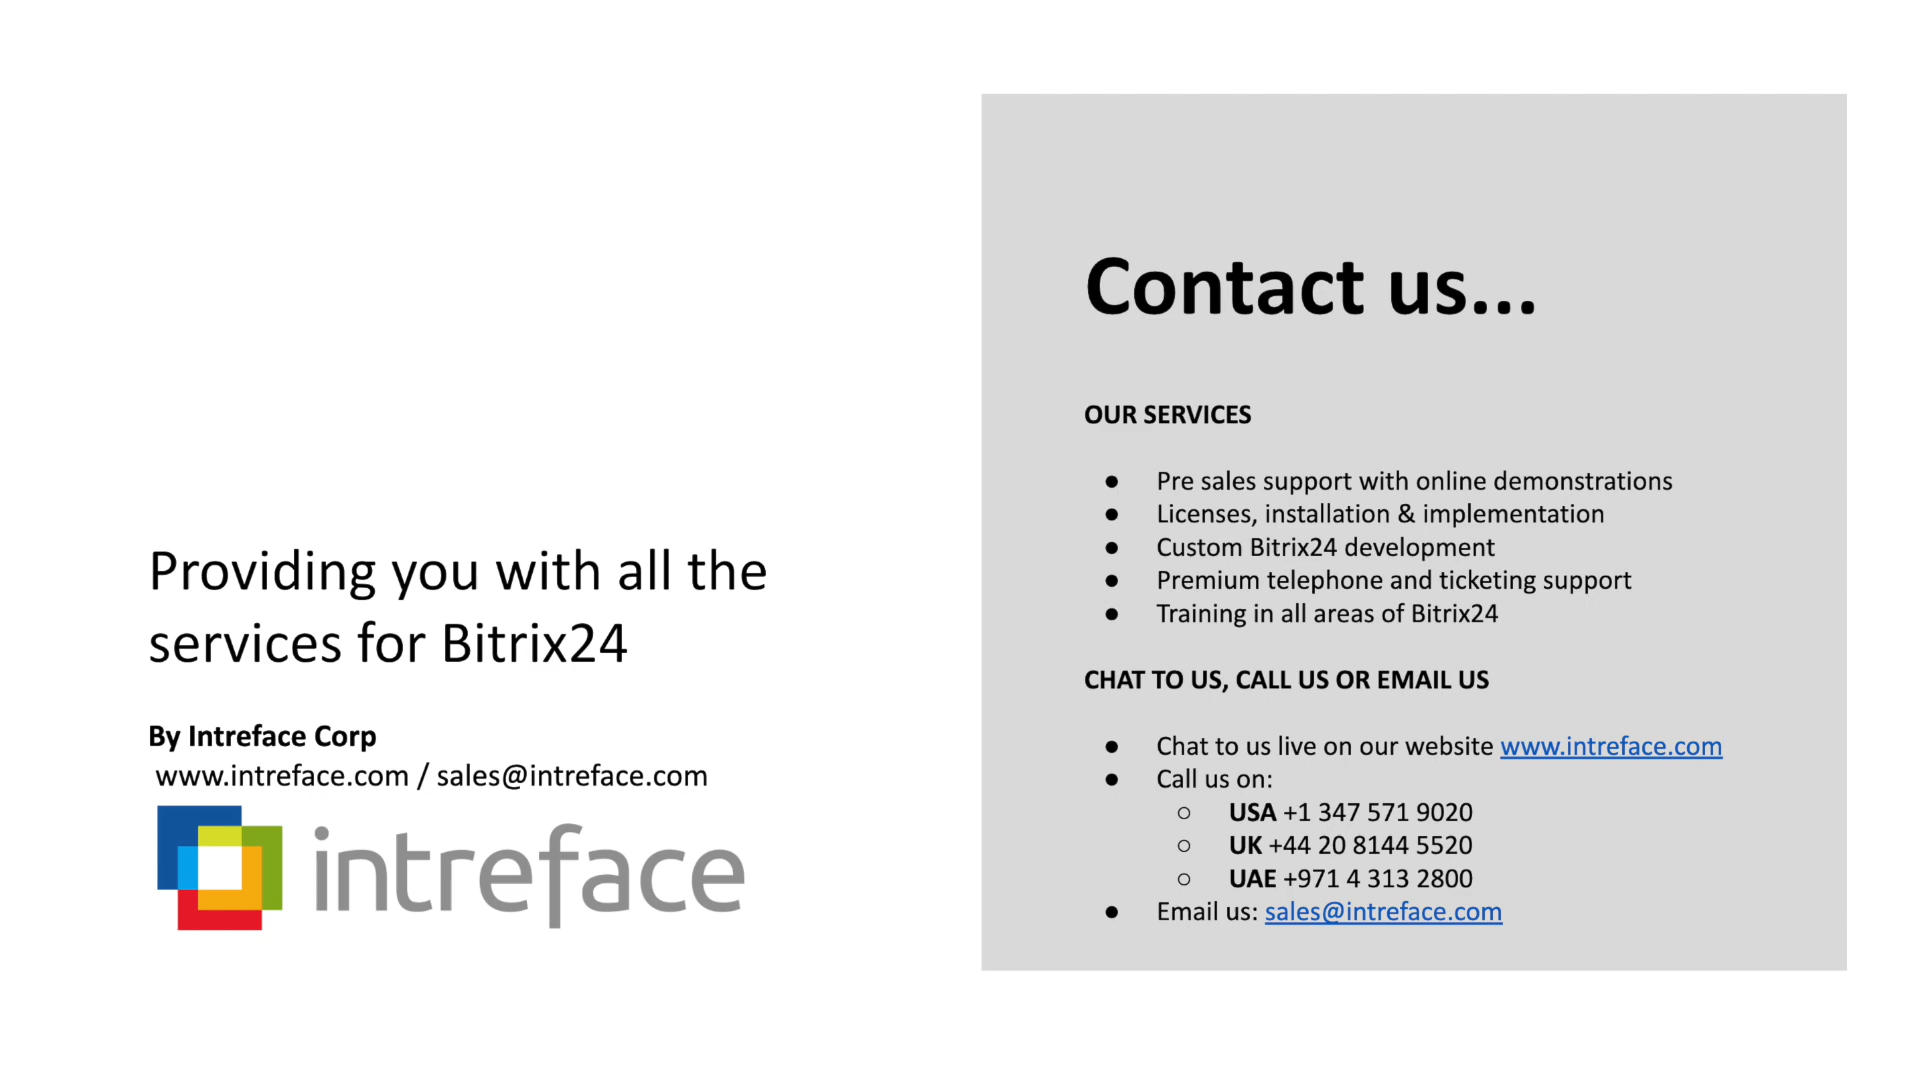 Providing you with all the
services for Bitrix24
By Intreface Corp
www.intreface.com / sales@intreface.com
intreface
Contact us...
OUR SERVICES
● Pre sales support with online demonstrations
● Licenses, installation & implementation
● Custom Bitrix24 development
● Premium telephone and ticketing support
● Training in all areas of Bitrix24
CHAT TO US, CALL US OR EMAIL US
● Chat to us live on our website www.intreface.com
● Call us on:
○ USA +1 347 571 9020
○ UK +44 20 8144 5520
○ UAE +971 4 313 2800
● Email us: sales@intreface.com